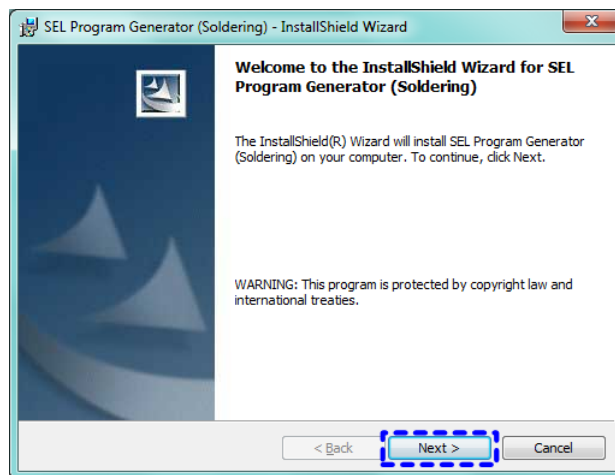 SEL Program Generator (Soldering) - InstallShield Wizard
Welcome to the InstallShield Wizard for SEL
Program Generator (Soldering)
The InstallShield(R) Wizard will install SEL Program Generator
(Soldering) on your computer. To continue, click Next.
WARNING: This program is protected by copyright law and
international treaties.
< Back Next > Cancel